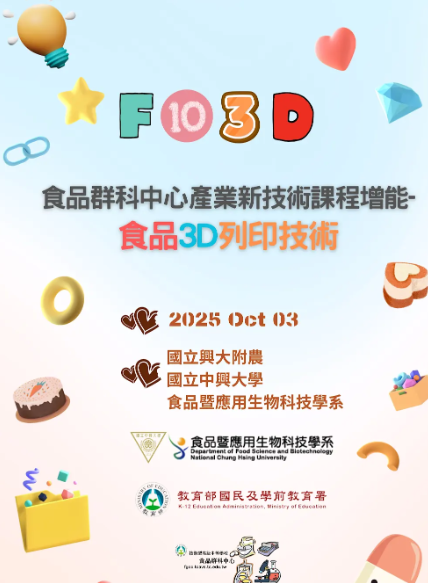 F 10 3 D
食品群科中心產業新技術課程增能-
食品3D列印技術
2025 Oct 03
國立興大附農
國立中興大學
食品暨應用生物科技學系
食品暨應用生物科技學系
Department of Food Science and Biotechnology
National Chung Hsing University
教育部國民及學前教育署
K-12 Education Administration, Ministry of Education
食品群科中心